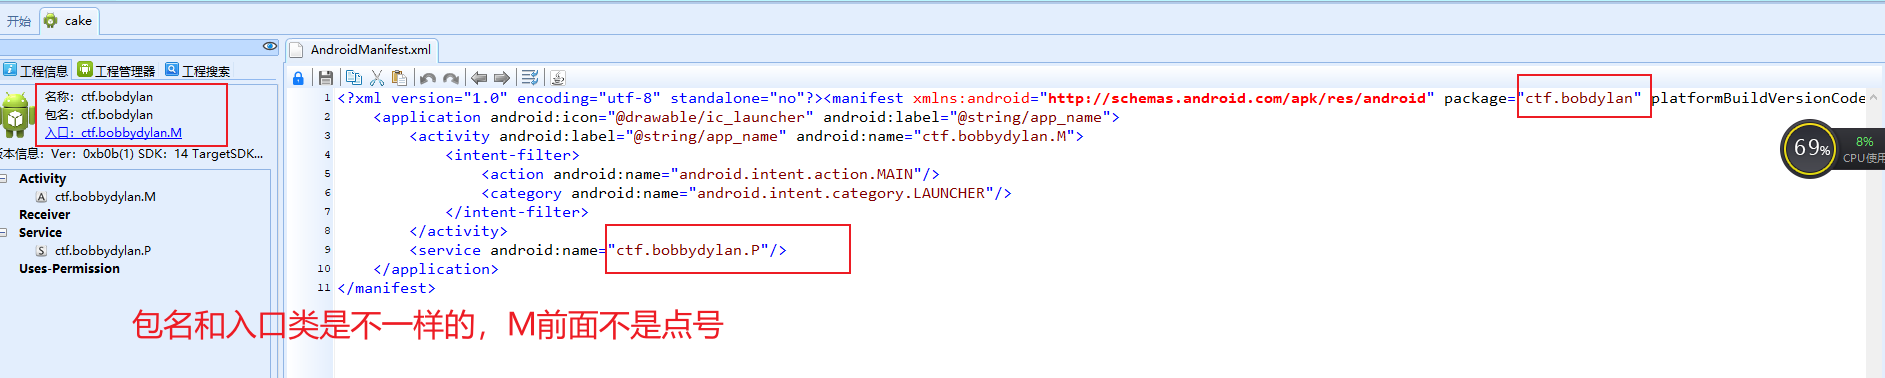 开始 cake
AndroidManifest.xml
工程信息 工程管理器 工程搜索
名称: ctf.bobdylan
包名: ctf.bobdylan
入口: ctf.bobbydylan.M
版本信息: Ver: 0xb0b(1) SDK: 14 TargetSDK...
Activity
A ctf.bobbydylan.M
Receiver
Service
S ctf.bobbydylan.P
Uses-Permission
1 <?xml version="1.0" encoding="utf-8" standalone="no"?><manifest xmlns:android="http://schemas.android.com/apk/res/android" package="ctf.bobdylan" platformBuildVersionCode
2 <application android:icon="@drawable/ic_launcher" android:label="@string/app_name">
3 <activity android:label="@string/app_name" android:name="ctf.bobbydylan.M">
4 <intent-filter>
5 <action android:name="android.intent.action.MAIN"/>
6 <category android:name="android.intent.category.LAUNCHER"/>
7 </intent-filter>
8 </activity>
9 <service android:name="ctf.bobbydylan.P"/>
10 </application>
11 </manifest>
69%
8%
CPU使用
包名和入口类是不一样的，M前面不是点号